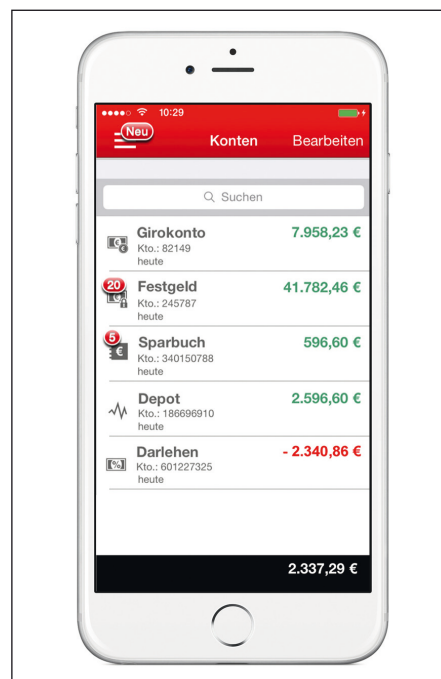 10:29
Neu
Konten
Bearbeiten
Suchen
Girokonto
7.958,23 €
Kto.: 82149
heute
20
Festgeld
41.782,46 €
Kto.: 245787
heute
5
Sparbuch
596,60 €
Kto.: 340150788
heute
Depot
2.596,60 €
Kto.: 186696910
heute
Darlehen
- 2.340,86 €
Kto.: 601227325
heute
2.337,29 €